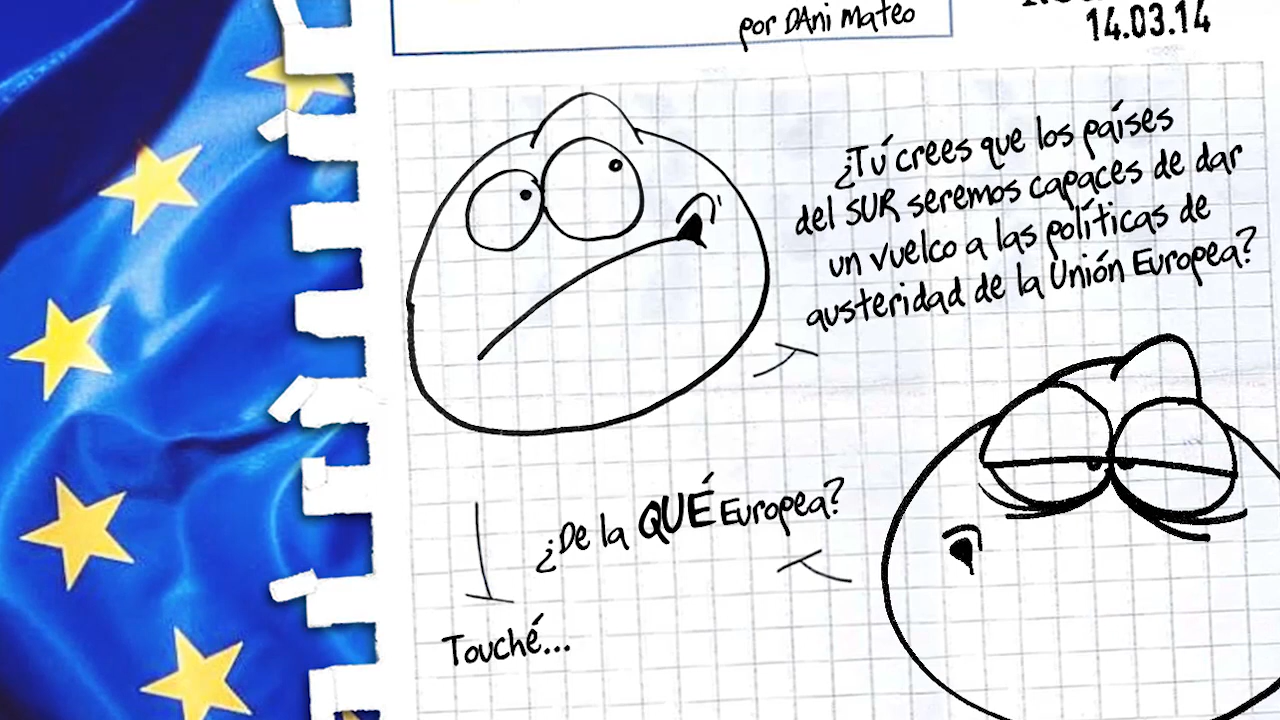 por DAni Mateo
14.03.14
¿Tú crees que los países
del SUR seremos capaces de dar
un vuelco a las políticas de
austeridad de la Unión Europea?
¿De la QUÉ Europea?
Touché...